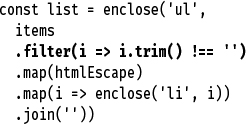 const list = enclose('ul',
  items
  .filter(i => i.trim() !== '')
  .map(htmlEscape)
  .map(i => enclose('li', i))
  .join(''))